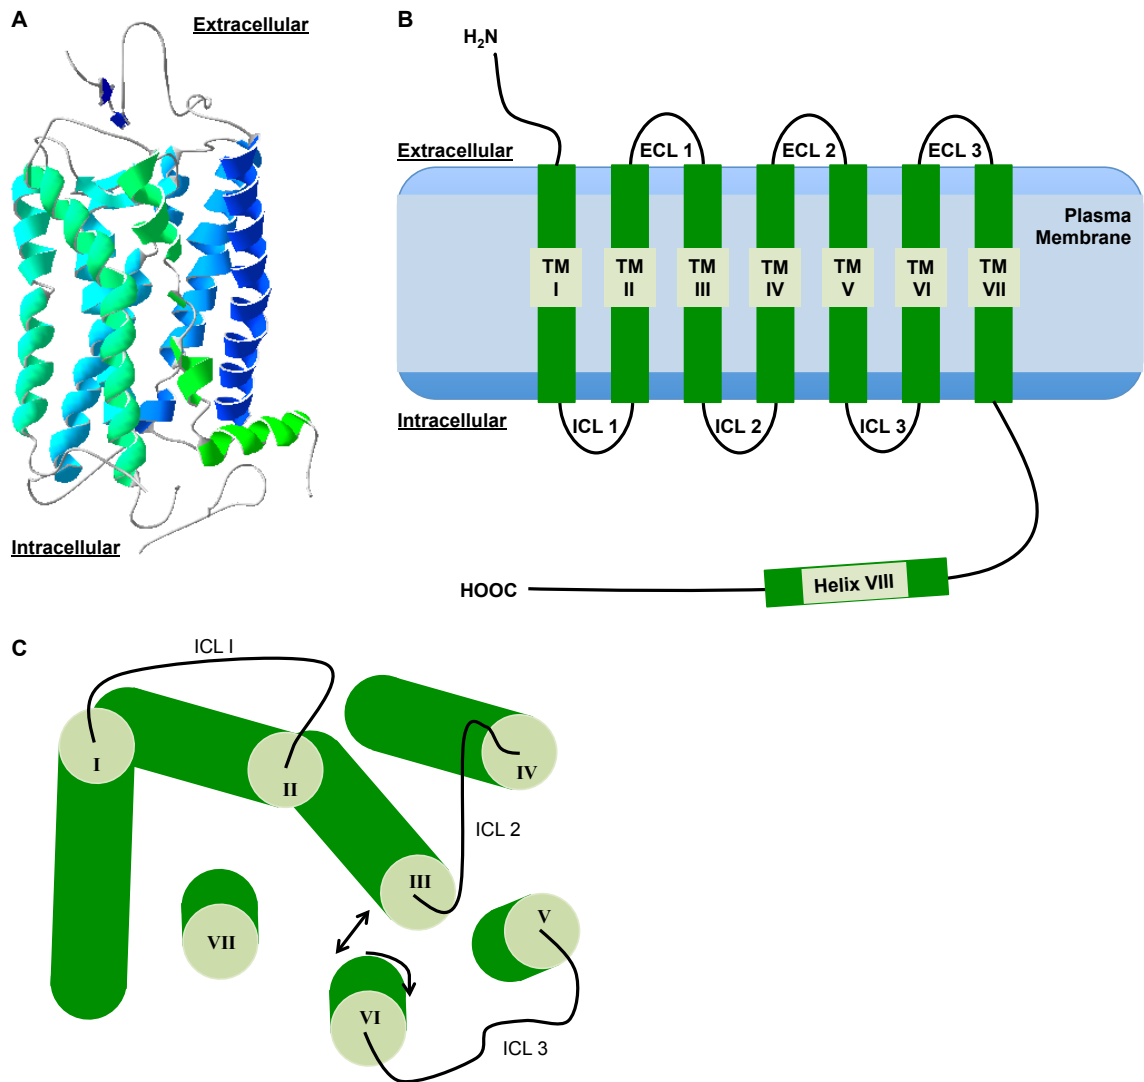 A
Extracellular
Intracellular
B
H2N
Extracellular
ECL 1
ECL 2
ECL 3
Plasma
Membrane
TM
I
TM
II
TM
III
TM
IV
TM
V
TM
VI
TM
VII
Intracellular
ICL 1
ICL 2
ICL 3
HOOC
Helix VIII
C
ICL I
I
II
IV
ICL 2
III
V
VII
VI
ICL 3